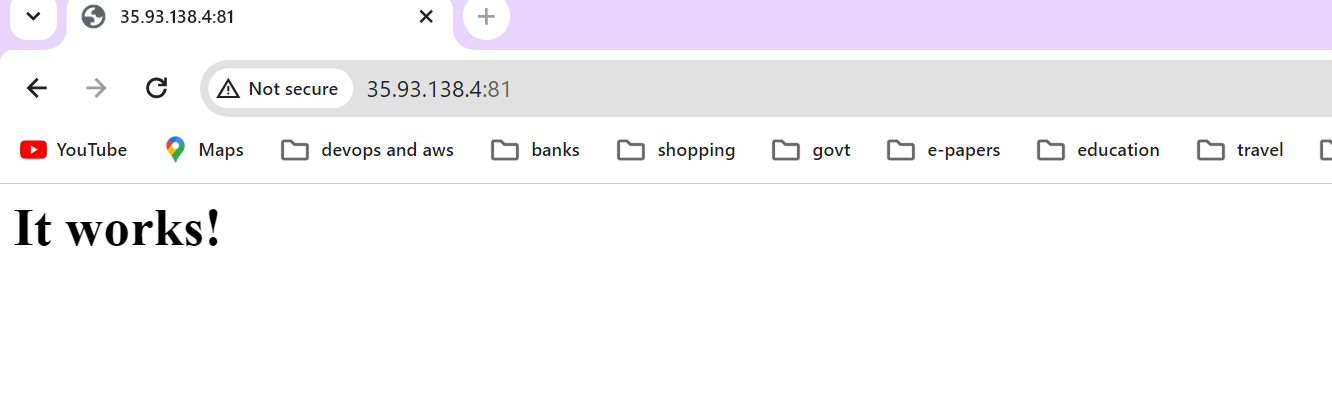 35.93.138.4:81
Not secure 35.93.138.4:81
YouTube Maps devops and aws banks shopping govt e-papers education travel
It works!